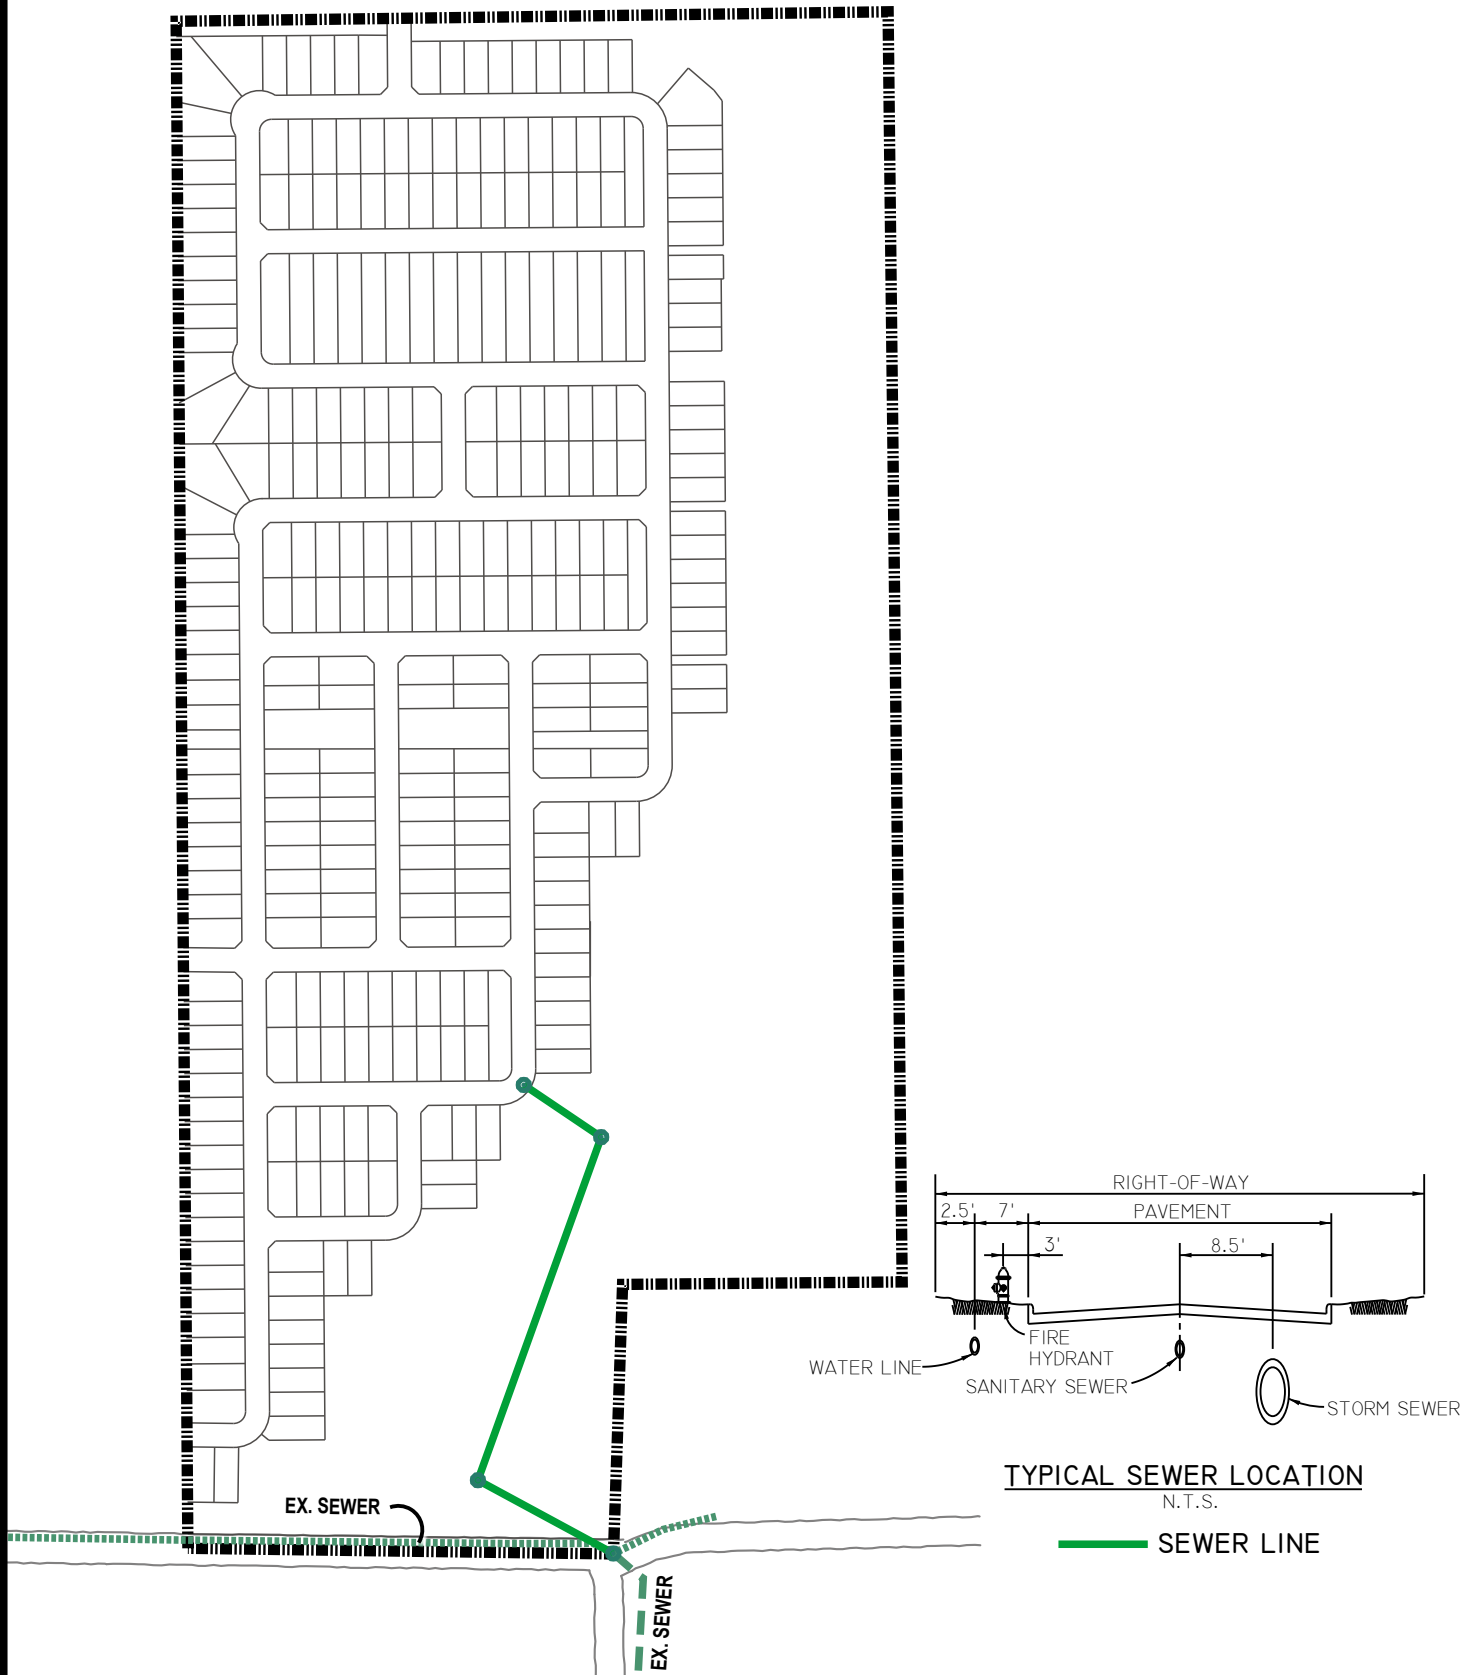 RIGHT-OF-WAY
2.5' 7' PAVEMENT
3' 8.5'
FIRE
HYDRANT
WATER LINE
SANITARY SEWER
STORM SEWER
TYPICAL SEWER LOCATION
N.T.S.
SEWER LINE
EX. SEWER
EX. SEWER